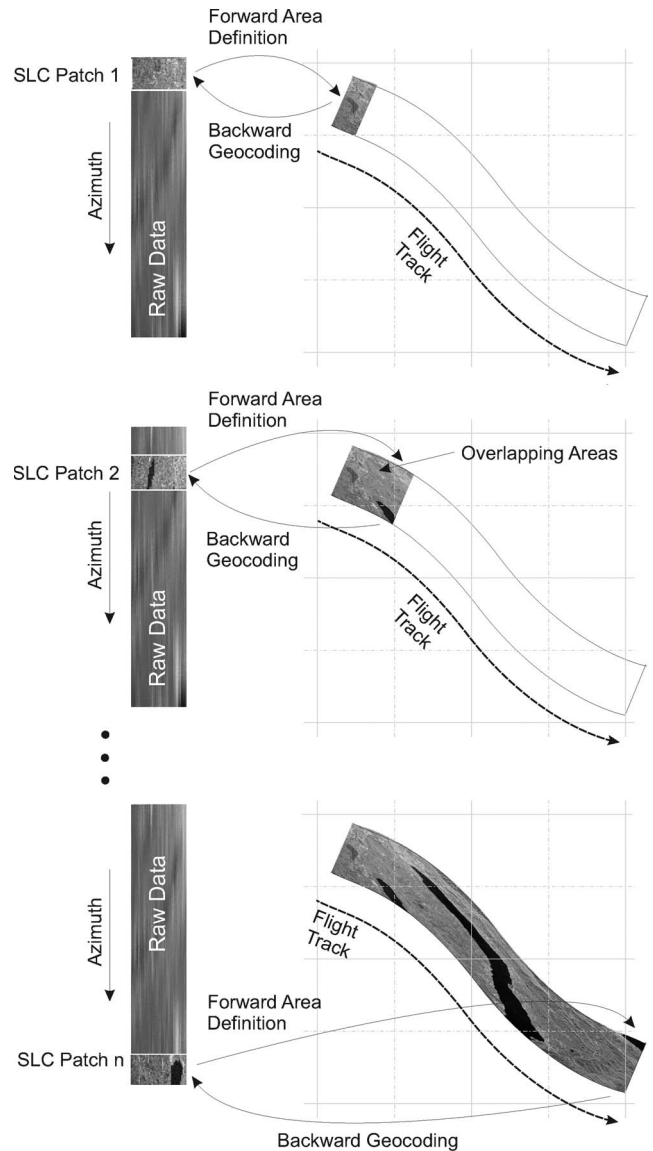 Forward Area
Definition
SLC Patch 1
Backward
Geocoding
Azimuth
Raw Data
Flight
Track
Forward Area
Definition
Overlapping Areas
SLC Patch 2
Backward
Geocoding
Azimuth
Raw Data
Flight
Track
Raw Data
Azimuth
Flight
Track
Forward Area
Definition
SLC Patch n
Backward Geocoding